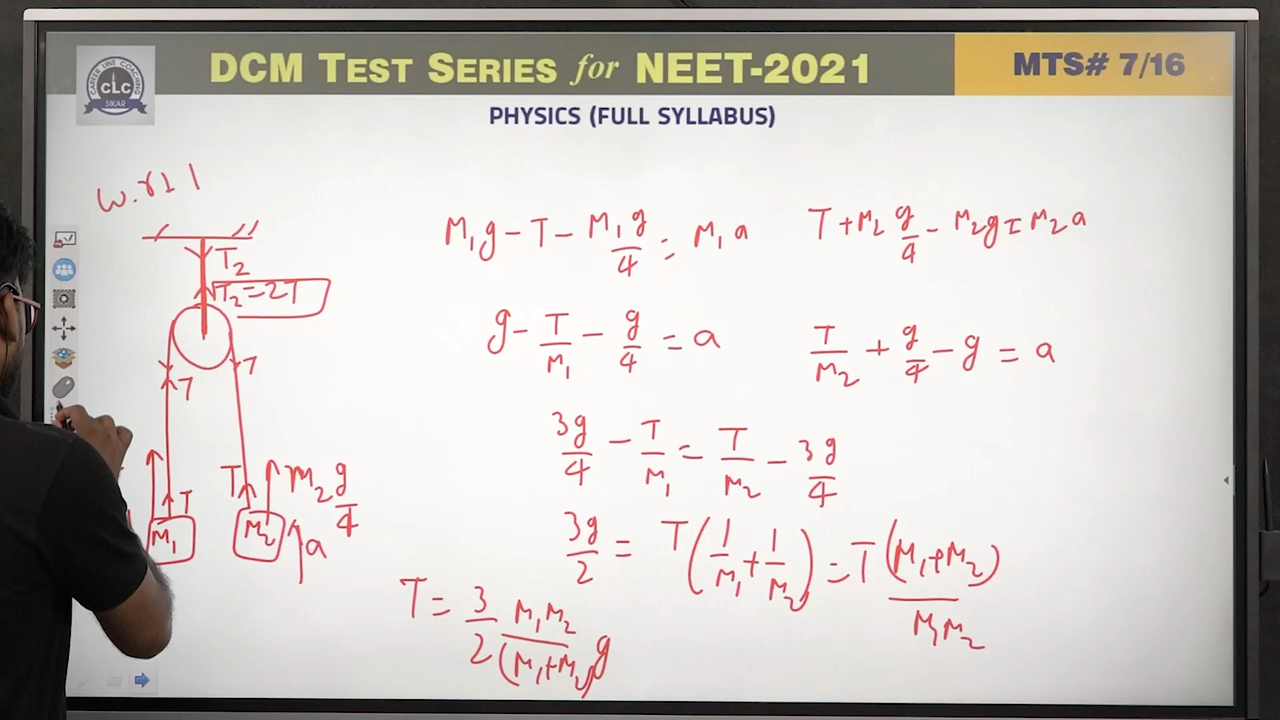 DCM TEST SERIES for NEET-2021
MTS# 7/16
CAREER LINE COACHING
CLC
SIKAR
PHYSICS (FULL SYLLABUS)
w.r.t 1
T₂
T₂=2T
T
T
T
T
M₁
M₂
M₂g/4
a
M₁g-T-M₁g/4=M₁a
T+M₂g/4-M₂g=M₂a
g-T/M₁-g/4=a
T/M₂+g/4-g=a
3g/4-T/M₁=T/M₂-3g/4
3g/2=T(1/M₁+1/M₂)=T(M₁+M₂)/M₁M₂
T=3/2 M₁M₂/(M₁+M₂)g